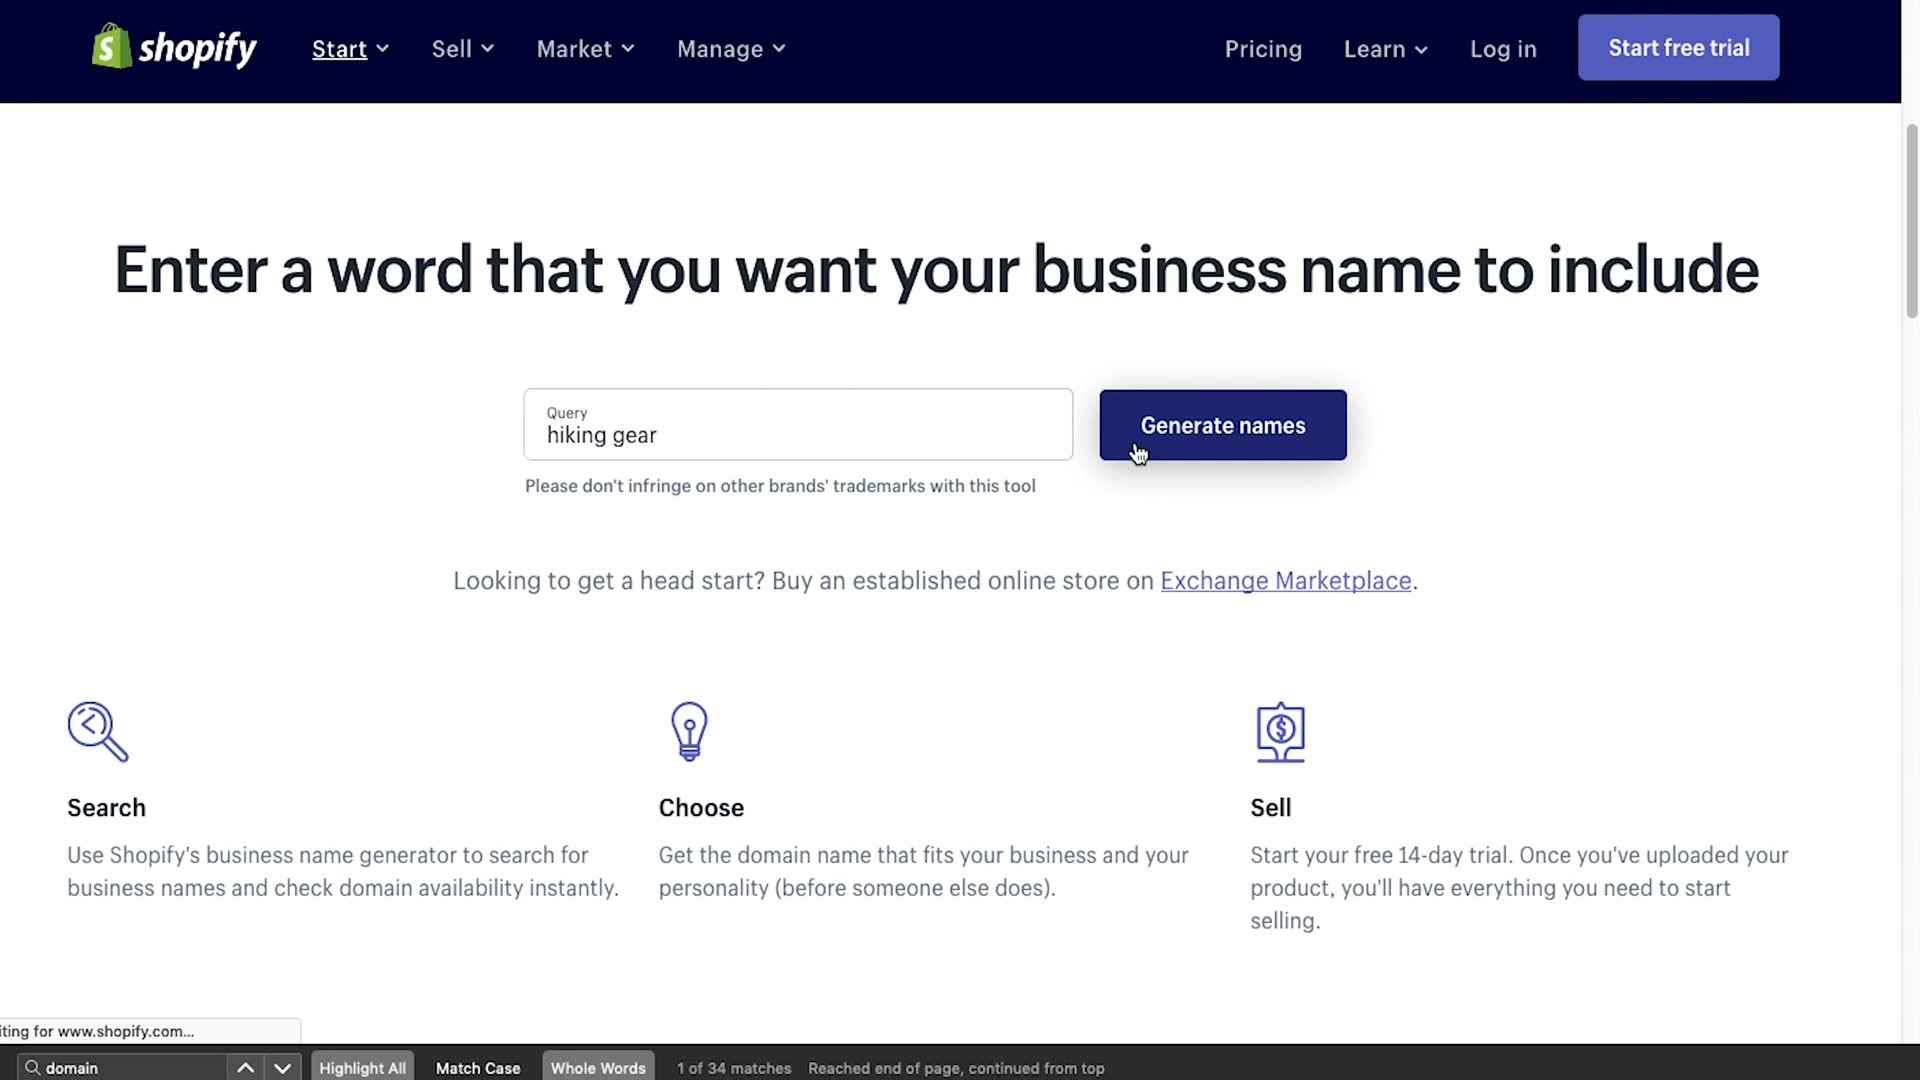 shopify Start Sell Market Manage Pricing Learn Log in Start free trial
Enter a word that you want your business name to include
Query
hiking gear
Generate names
Please don't infringe on other brands' trademarks with this tool
Looking to get a head start? Buy an established online store on Exchange Marketplace.
Search
Use Shopify's business name generator to search for
business names and check domain availability instantly.
Choose
Get the domain name that fits your business and your
personality (before someone else does).
Sell
Start your free 14-day trial. Once you've uploaded your
product, you'll have everything you need to start
selling.
iting for www.shopify.com...
domain Highlight All Match Case Whole Words 1 of 34 matches Reached end of page, continued from top